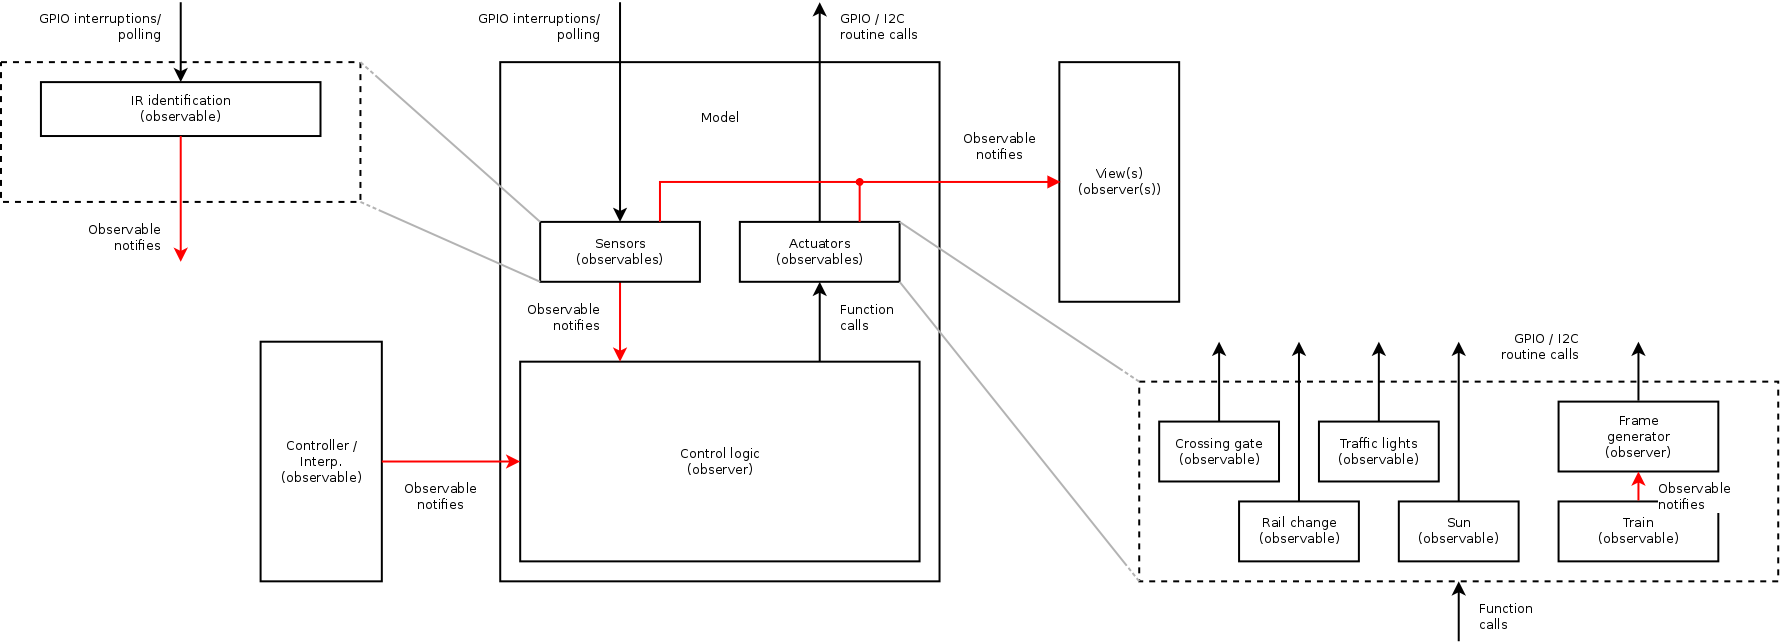 GPIO interruptions/
polling
IR identification
(observable)
Observable
notifies
GPIO interruptions/
polling
GPIO / I2C
routine calls
Model
Observable
notifies
View(s)
(observer(s))
Sensors
(observables)
Actuators
(observables)
Observable
notifies
Function
calls
Controller /
Interp.
(observable)
Observable
notifies
Control logic
(observer)
GPIO / I2C
routine calls
Crossing gate
(observable)
Traffic lights
(observable)
Frame
generator
(observer)
Observable
notifies
Rail change
(observable)
Sun
(observable)
Train
(observable)
Function
calls